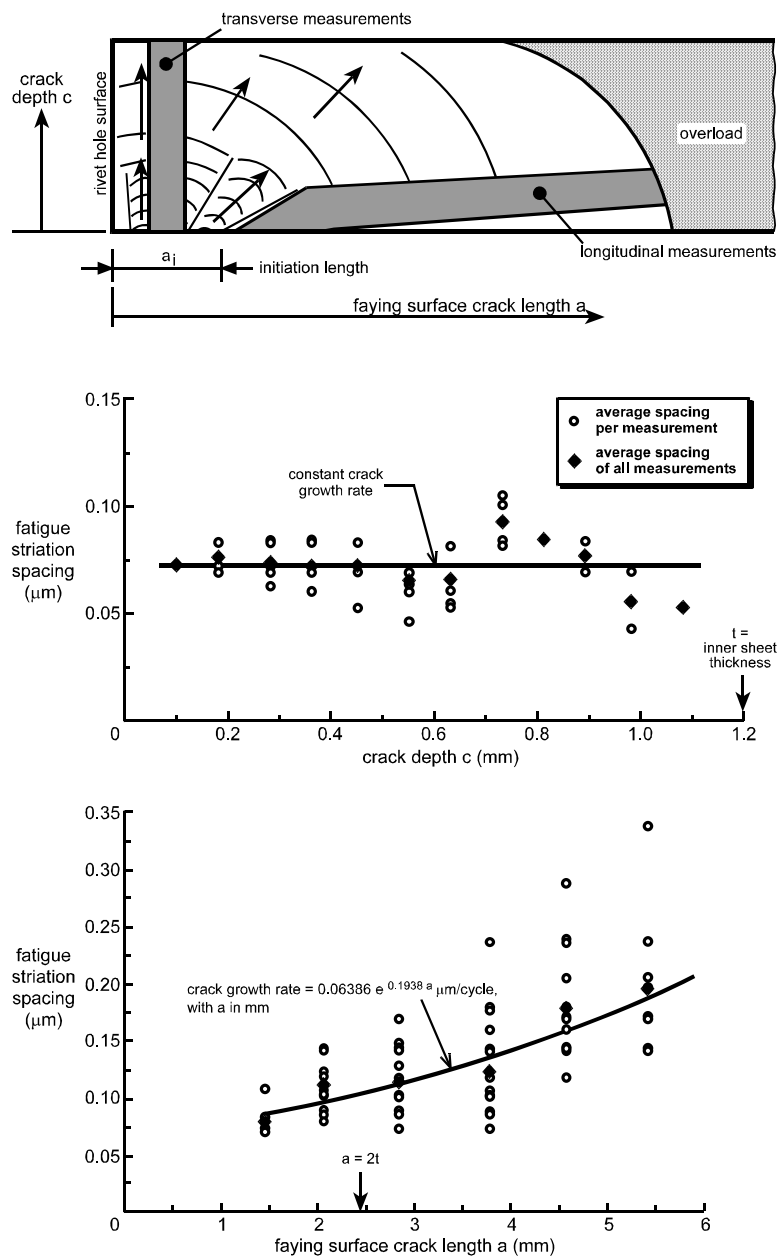 transverse measurements
crack
depth c
rivet hole surface
overload
longitudinal measurements
a i
initiation length
faying surface crack length a
0.15
average spacing
per measurement
average spacing
of all measurements
constant crack
growth rate
0.10
fatigue
striation
spacing
(μm)
0.05
t =
inner sheet
thickness
0
0
0.2
0.4
0.6
0.8
1.0
1.2
crack depth c (mm)
0.35
0.30
0.25
fatigue
striation
spacing
(μm)
0.20
crack growth rate = 0.06386 e 0.1938 a μm/cycle,
with a in mm
0.15
0.10
0.05
a = 2t
0
1
2
3
4
5
6
faying surface crack length a (mm)